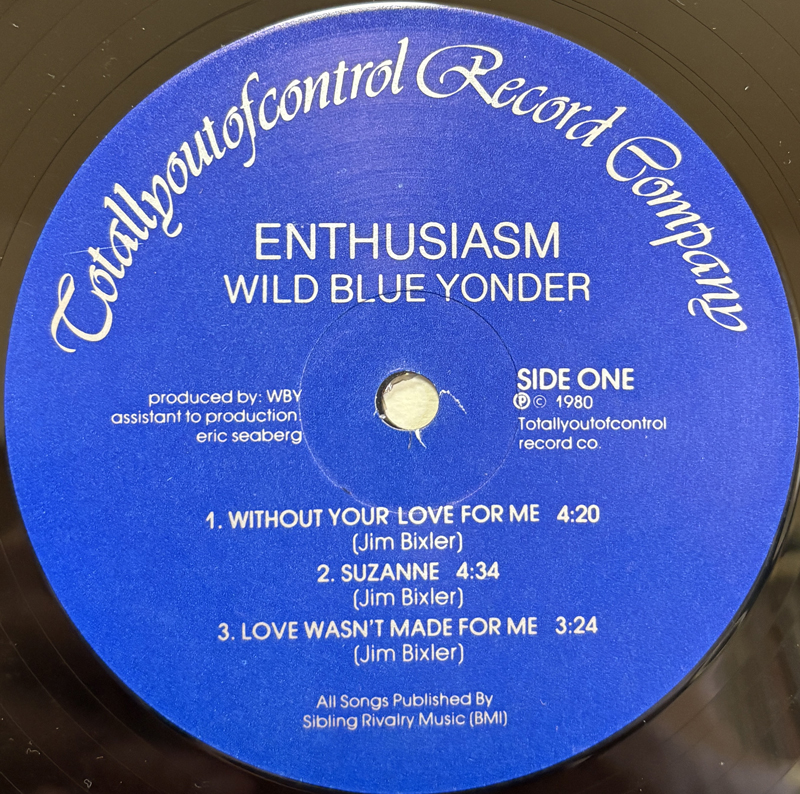 Totallyoutofcontrol Record Company
ENTHUSIASM
WILD BLUE YONDER
produced by: WBY
assistant to production:
eric seaberg
SIDE ONE
℗ © 1980
Totallyoutofcontrol
record co.
1. WITHOUT YOUR LOVE FOR ME 4:20
(Jim Bixler)
2. SUZANNE 4:34
(Jim Bixler)
3. LOVE WASN'T MADE FOR ME 3:24
(Jim Bixler)
All Songs Published By
Sibling Rivalry Music (BMI)